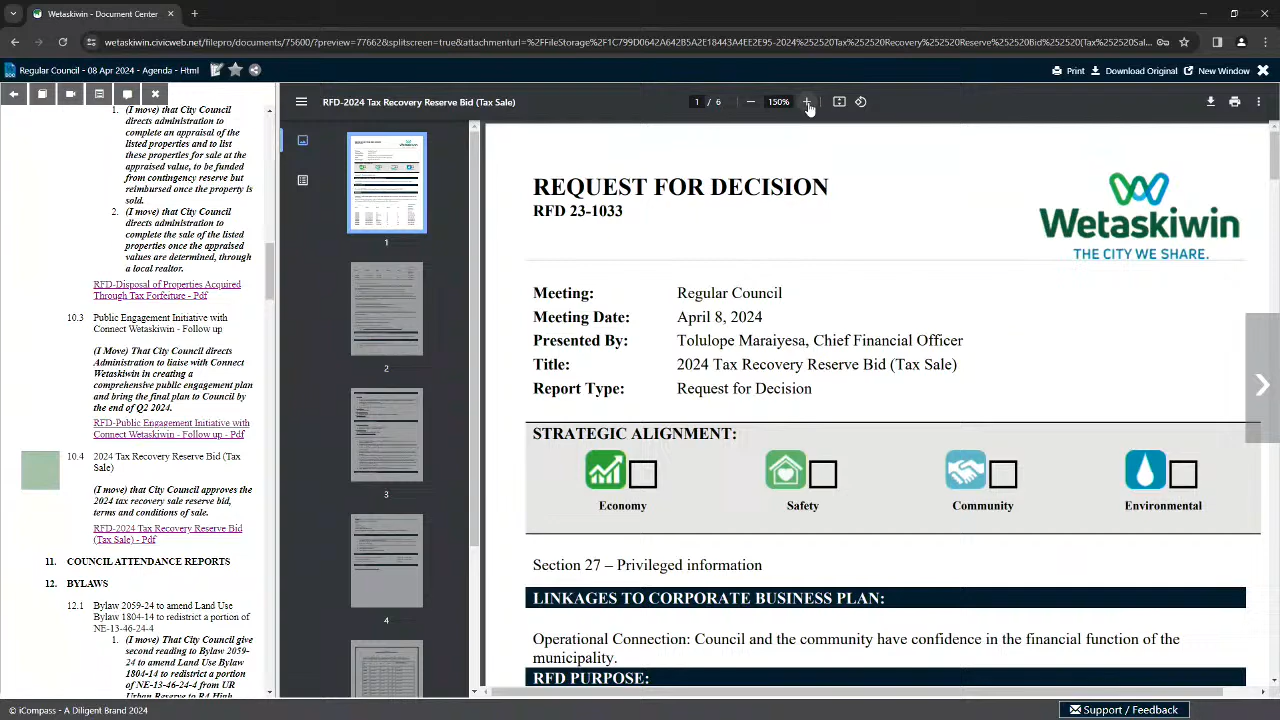 Wetaskiwin - Document Center
wetaskiwin.civicweb.net/filepro/documents/75600/?preview=77662&splitscreen=true&attachmenturl=%2FFileStorage%2F1C799D0642A642B5A2E18443A4EE2E95-2024%252520Tax%252520Recovery%252520Reserve%252520Bid%252520(Tax%252520Sal...
Regular Council - 08 Apr 2024 - Agenda - Html
Print
Download Original
New Window
1. (I move) that City Council
directs administration to
complete an appraisal of the
listed properties and to list
these properties for sale at the
appraised value, to be funded
from contingency reserve but
reimbursed once the property is
sold.
2. (I move) that City Council
directs administration to
complete the sale of the listed
properties once the appraised
values are determined, through
a local realtor.
RFD-Disposal of Properties Acquired
Through Tax Forfeiture - Pdf
10.3 Public Engagement Initiative with
Connect Wetaskiwin - Follow up
(I Move) That City Council directs
Administration to liaise with Connect
Wetaskiwin in creating a
comprehensive public engagement plan
and bring the final plan to Council by
the end of Q2 2024.
RFD-Public Engagement Initiative with
Connect Wetaskiwin - Follow up - Pdf
10.4 2024 Tax Recovery Reserve Bid (Tax
Sale)
(I move) that City Council approves the
2024 tax recovery sale reserve bid,
terms and conditions of sale.
RFD-2024 Tax Recovery Reserve Bid
(Tax Sale) - Pdf
11. COUNCIL ATTENDANCE REPORTS
12. BYLAWS
12.1 Bylaw 2059-24 to amend Land Use
Bylaw 1804-14 to redistrict a portion of
NE-13-46-24-4
1. (I move) That City Council give
second reading to Bylaw 2059-
24 to amend Land Use Bylaw
1804-14 to redistrict a portion
of NE-13-46-24-4 from UR
Urban Reserve to R4 High
RFD-2024 Tax Recovery Reserve Bid (Tax Sale)
1 / 6
150%
1
2
3
4
REQUEST FOR DECISION
RFD 23-1033
Wetaskiwin
THE CITY WE SHARE.
Meeting: Regular Council
Meeting Date: April 8, 2024
Presented By: Tolulope Maraiyesa, Chief Financial Officer
Title: 2024 Tax Recovery Reserve Bid (Tax Sale)
Report Type: Request for Decision
STRATEGIC ALIGNMENT:
Economy Safety Community Environmental
Section 27 – Privileged information
LINKAGES TO CORPORATE BUSINESS PLAN:
Operational Connection: Council and the community have confidence in the financial function of the
municipality.
RFD PURPOSE:
© iCompass - A Diligent Brand 2024
Support / Feedback